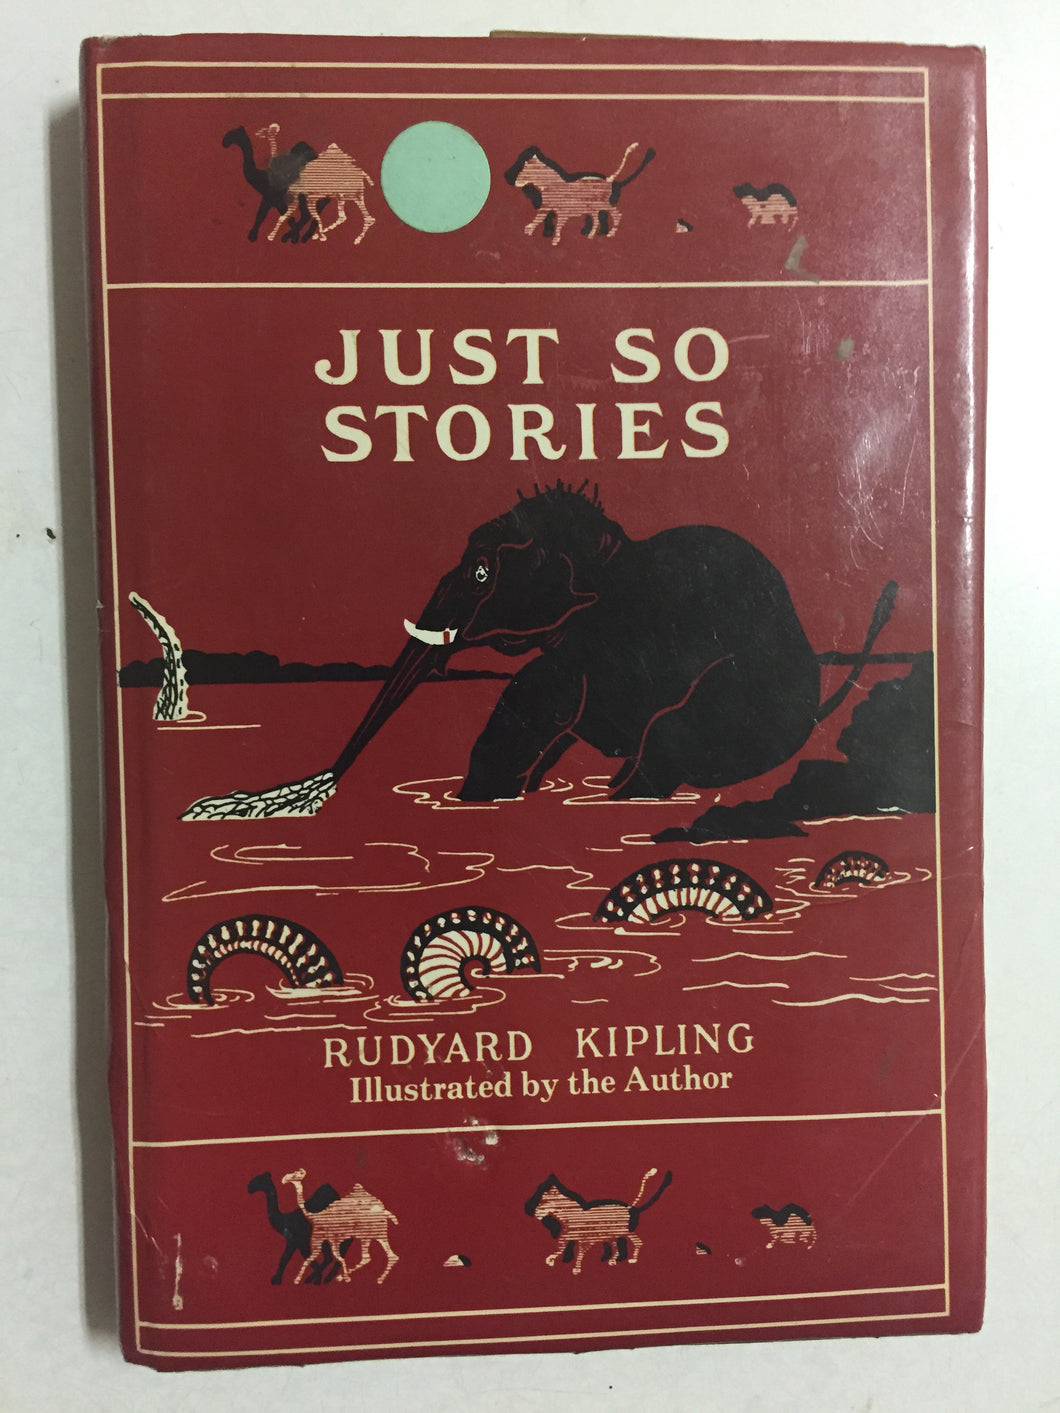 JUST SO
STORIES
RUDYARD KIPLING
Illustrated by the Author